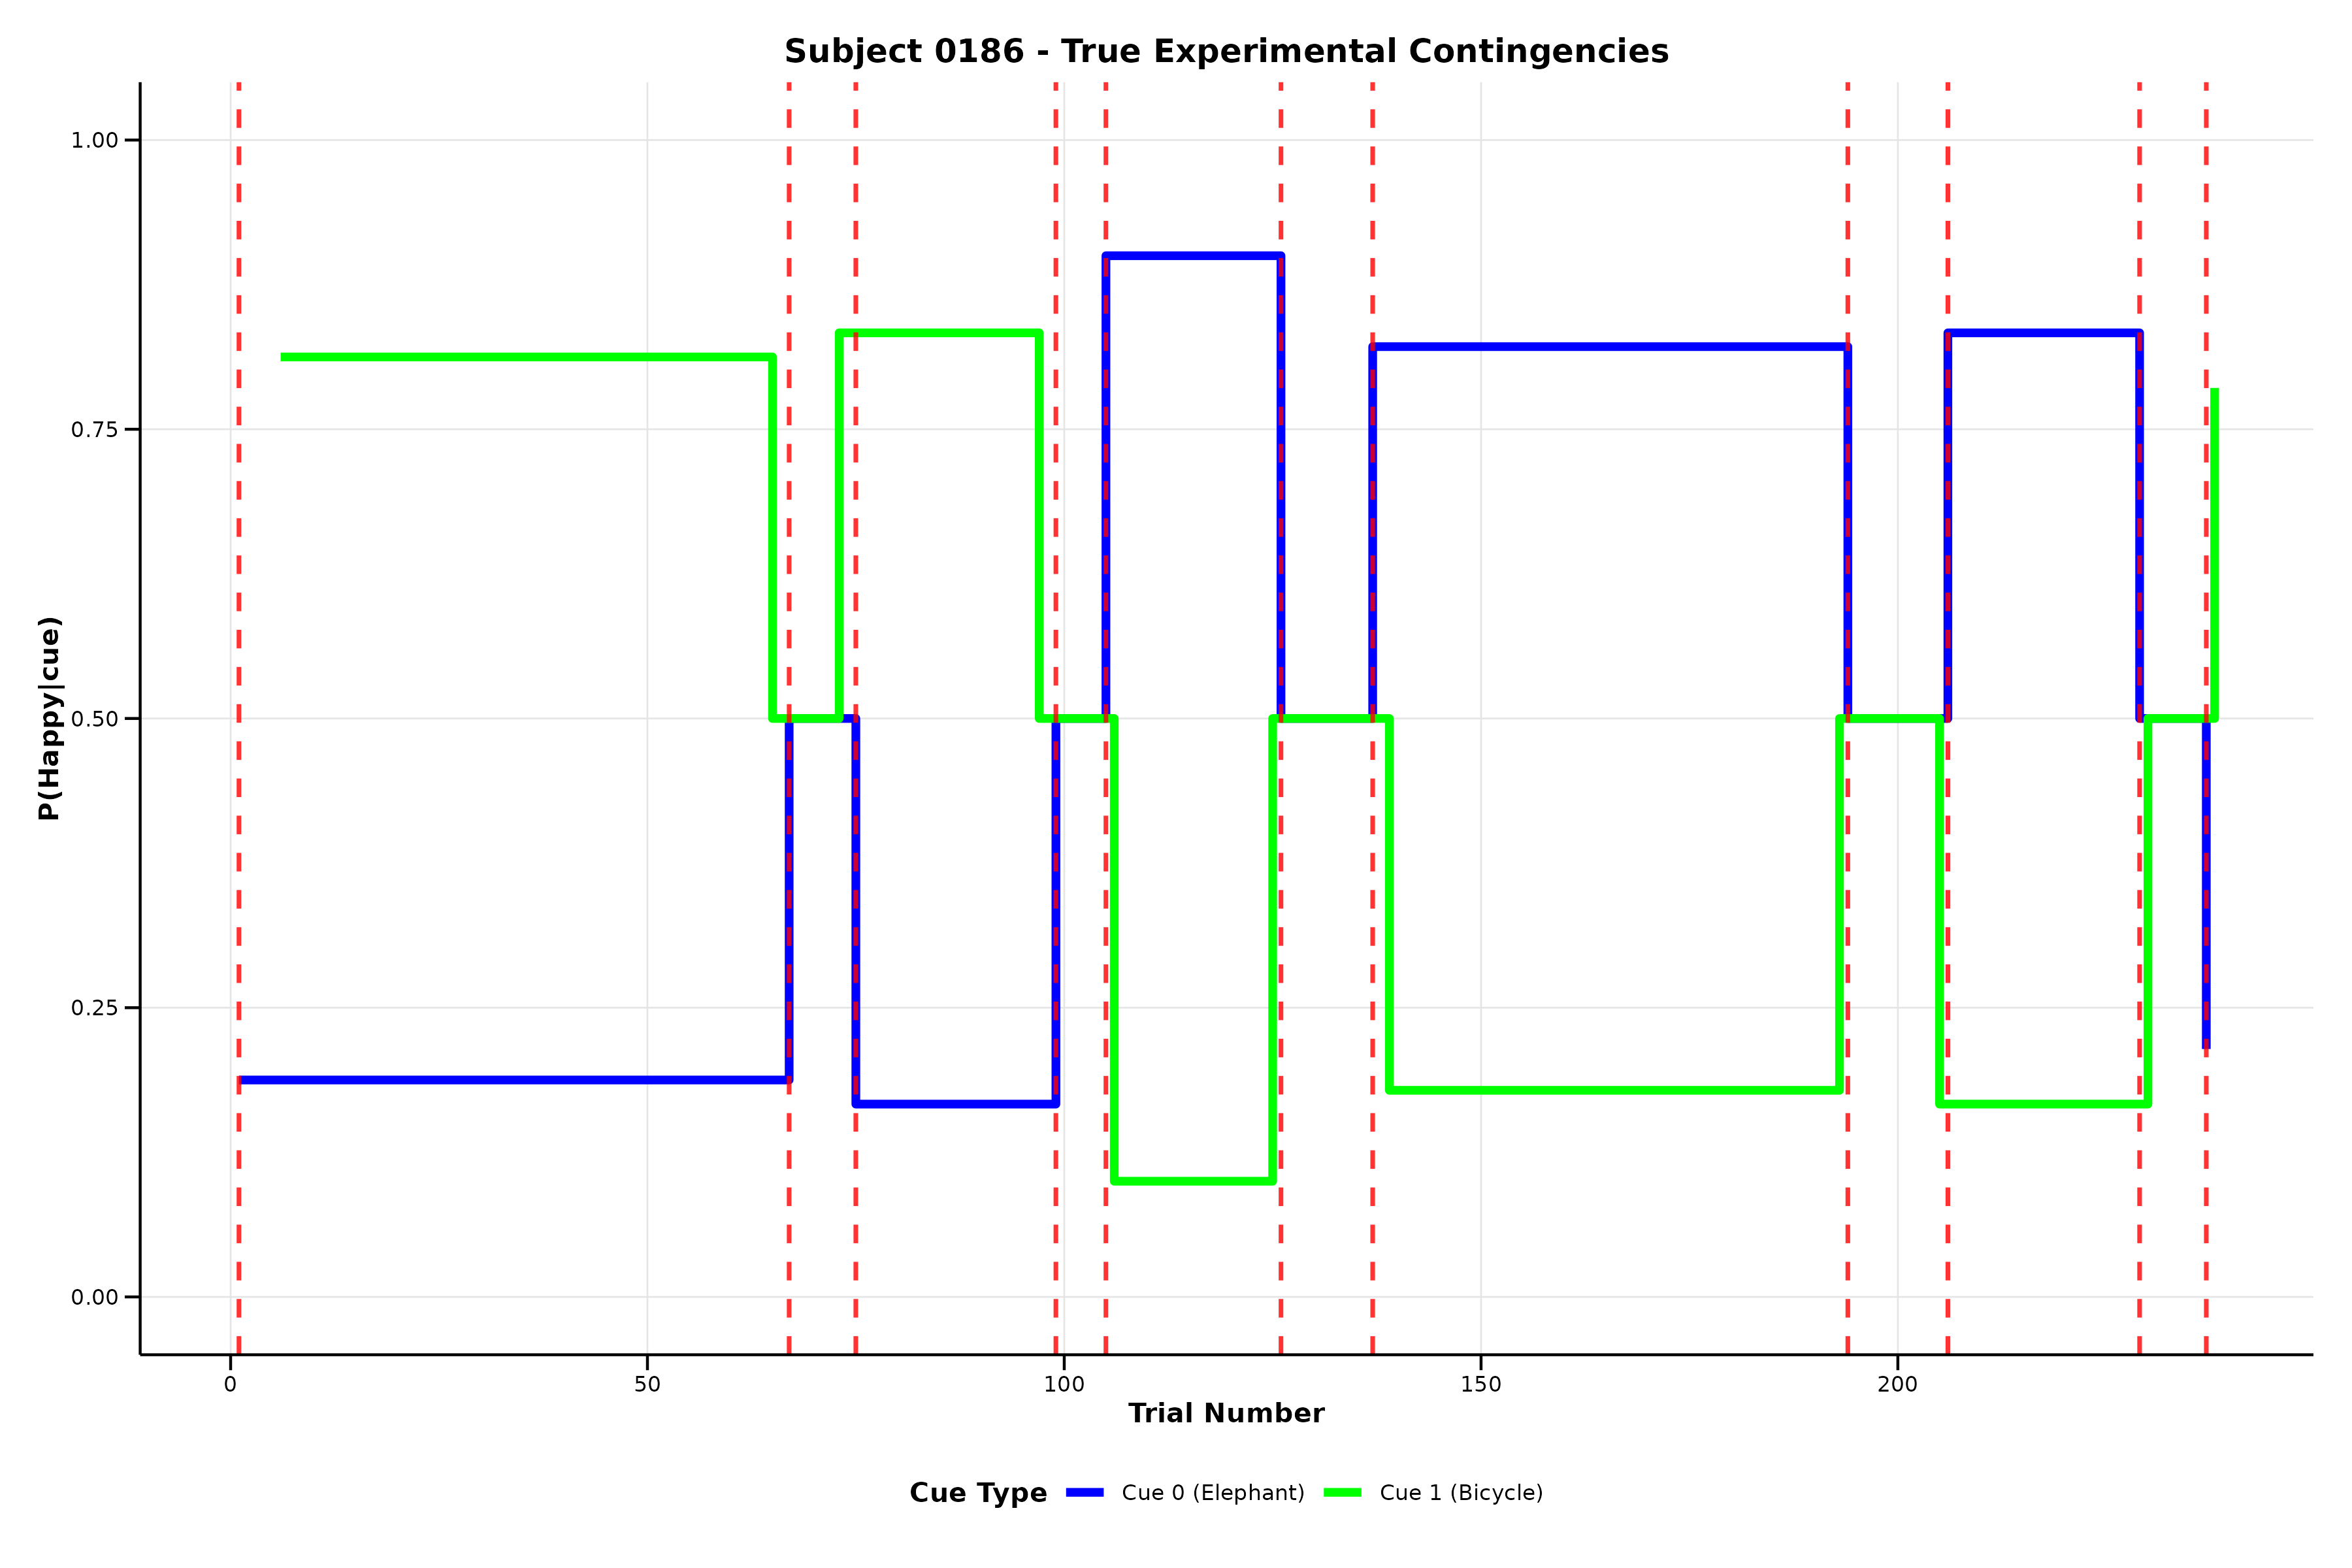 Subject 0186 - True Experimental Contingencies
P(Happy|cue)
1.00
0.75
0.50
0.25
0.00
0 50 100 150 200
Trial Number
Cue Type Cue 0 (Elephant) Cue 1 (Bicycle)